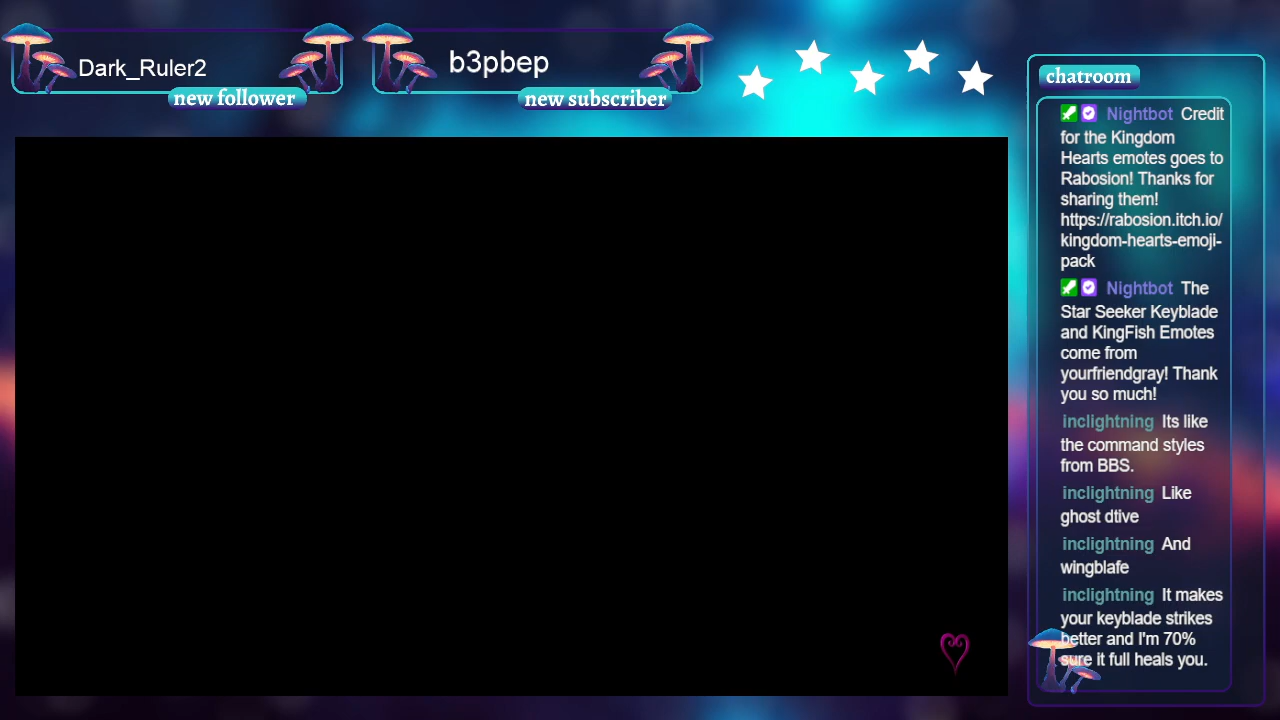 Dark_Ruler2
new follower
b3pbep
new subscriber
chatroom
Nightbot Credit
for the Kingdom
Hearts emotes goes to
Rabosion! Thanks for
sharing them!
https://rabosion.itch.io/
kingdom-hearts-emoji-
pack
Nightbot The
Star Seeker Keyblade
and KingFish Emotes
come from
yourfriendgray! Thank
you so much!
inclightning Its like
the command styles
from BBS.
inclightning Like
ghost dtive
inclightning And
wingblafe
inclightning It makes
your keyblade strikes
better and I'm 70%
sure it full heals you.